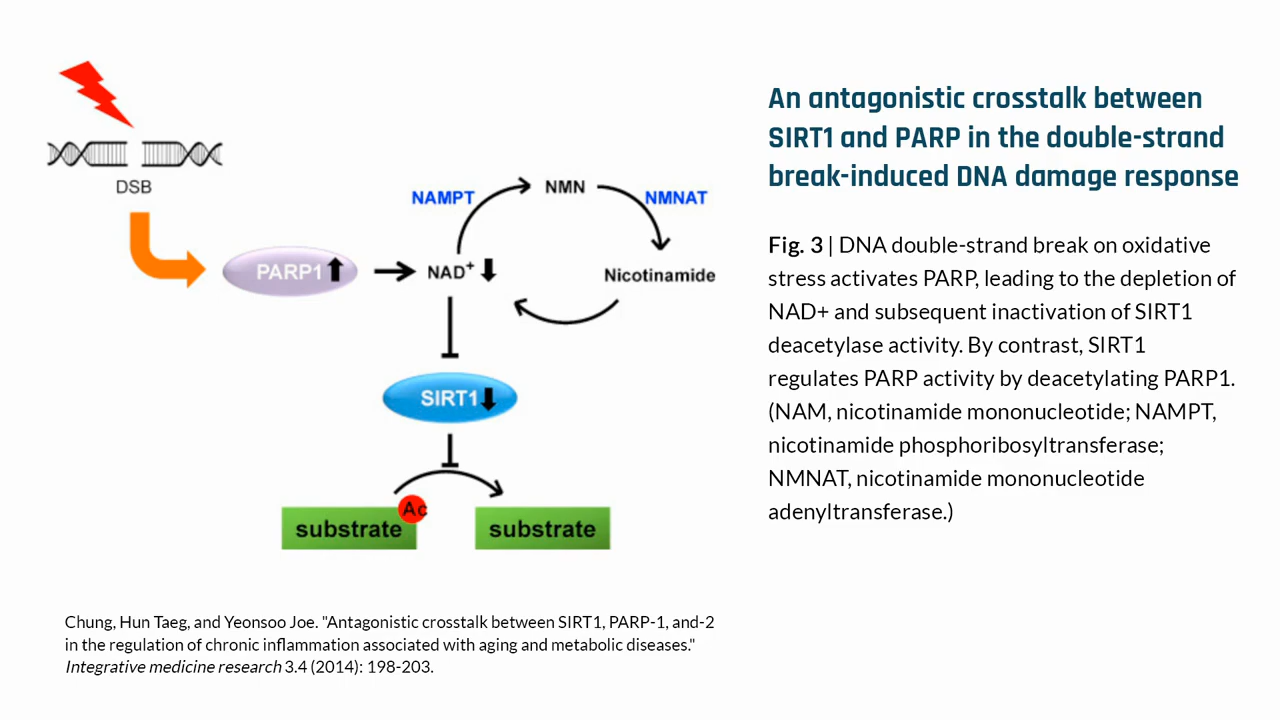 An antagonistic crosstalk between
SIRT1 and PARP in the double-strand
break-induced DNA damage response
DSB
NAMPT
NMN
NMNAT
PARP1
NAD+
Nicotinamide
SIRT1
Ac
substrate
substrate
Fig. 3 | DNA double-strand break on oxidative
stress activates PARP, leading to the depletion of
NAD+ and subsequent inactivation of SIRT1
deacetylase activity. By contrast, SIRT1
regulates PARP activity by deacetylating PARP1.
(NAM, nicotinamide mononucleotide; NAMPT,
nicotinamide phosphoribosyltransferase;
NMNAT, nicotinamide mononucleotide
adenyltransferase.)
Chung, Hun Taeg, and Yeonsoo Joe. "Antagonistic crosstalk between SIRT1, PARP-1, and-2
in the regulation of chronic inflammation associated with aging and metabolic diseases."
Integrative medicine research 3.4 (2014): 198-203.